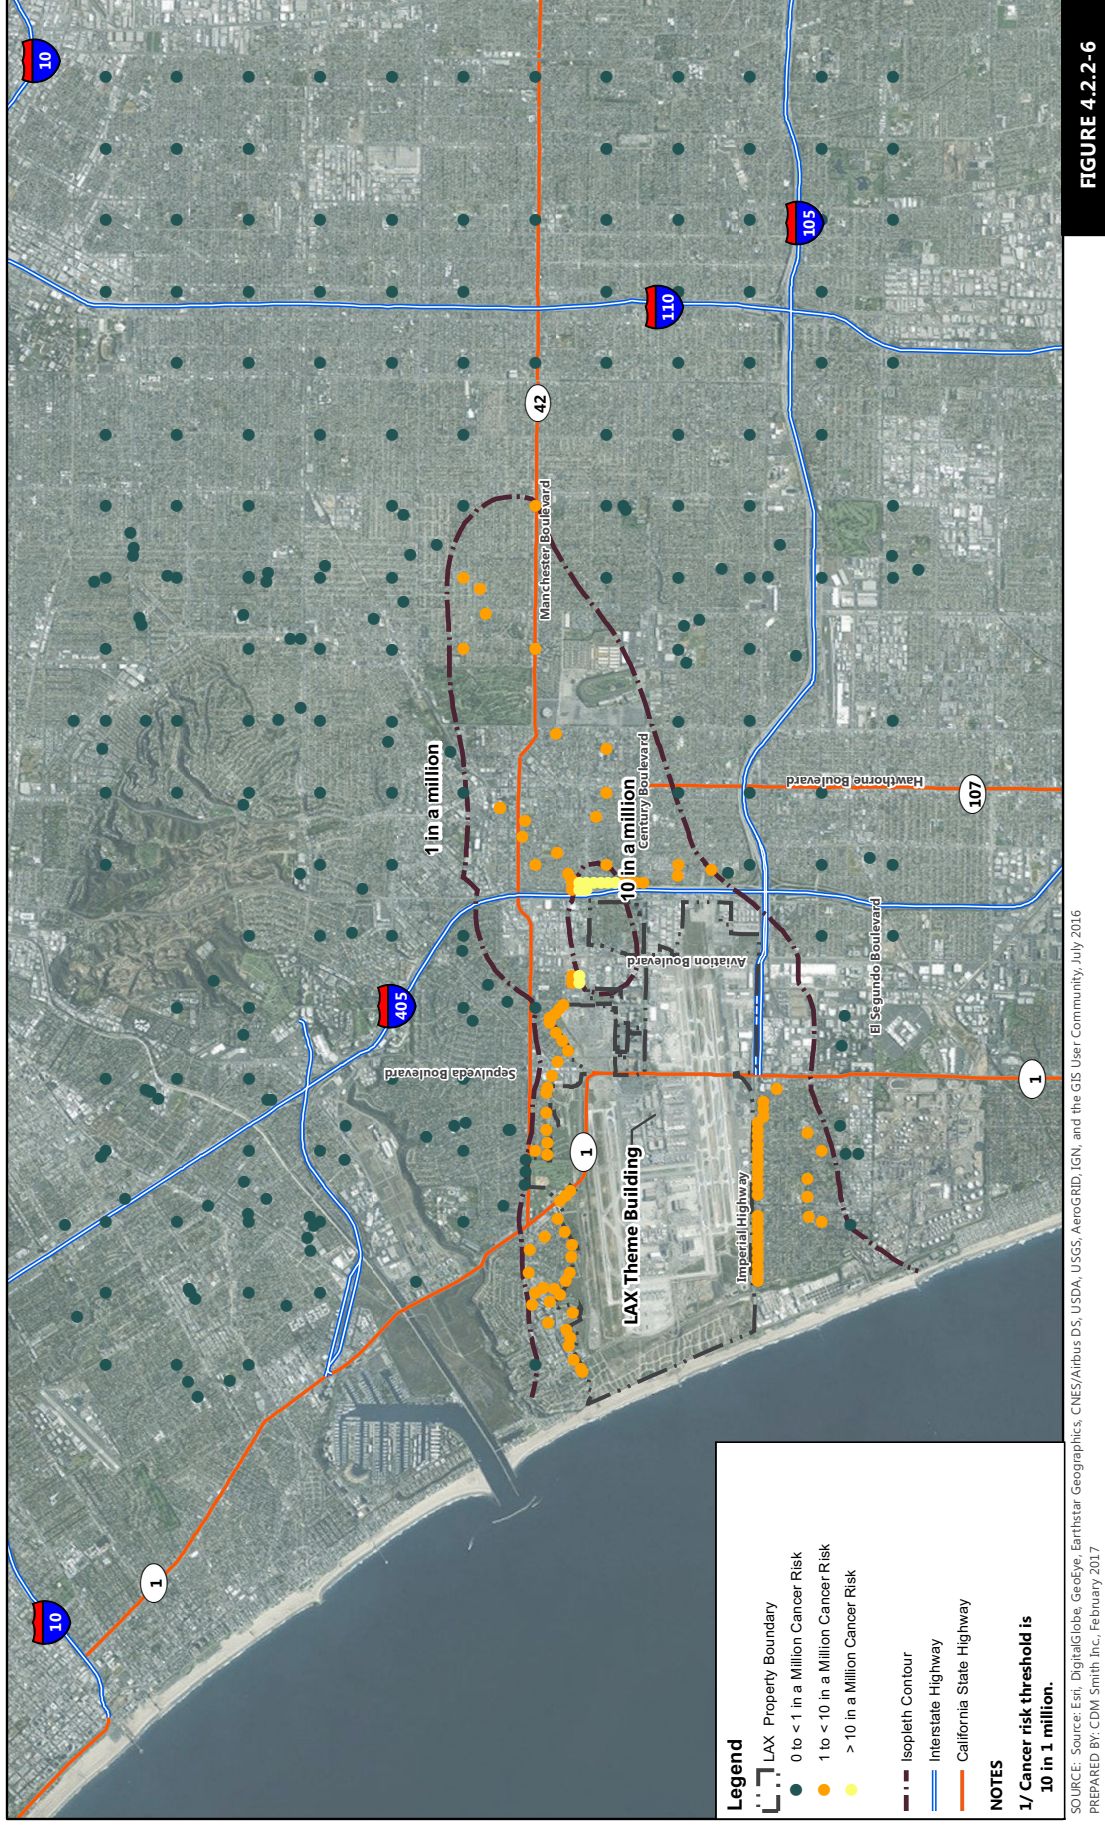 10
10
1
405
110
105
42
107
1
1
1 in a million
10 in a million
Manchester Boulevard
Century Boulevard
Hawthorne Boulevard
Aviation Boulevard
El Segundo Boulevard
Sepulveda Boulevard
Imperial Highway
LAX Theme Building
Legend
LAX Property Boundary
0 to < 1 in a Million Cancer Risk
1 to < 10 in a Million Cancer Risk
> 10 in a Million Cancer Risk
Isopleth Contour
Interstate Highway
California State Highway
NOTES
1/ Cancer risk threshold is
10 in 1 million.
SOURCE: Source: Esri, DigitalGlobe, GeoEye, Earthstar Geographics, CNES/Airbus DS, USDA, USGS, AeroGRID, IGN, and the GIS User Community, July 2016
PREPARED BY: CDM Smith Inc., February 2017
FIGURE 4.2.2-6